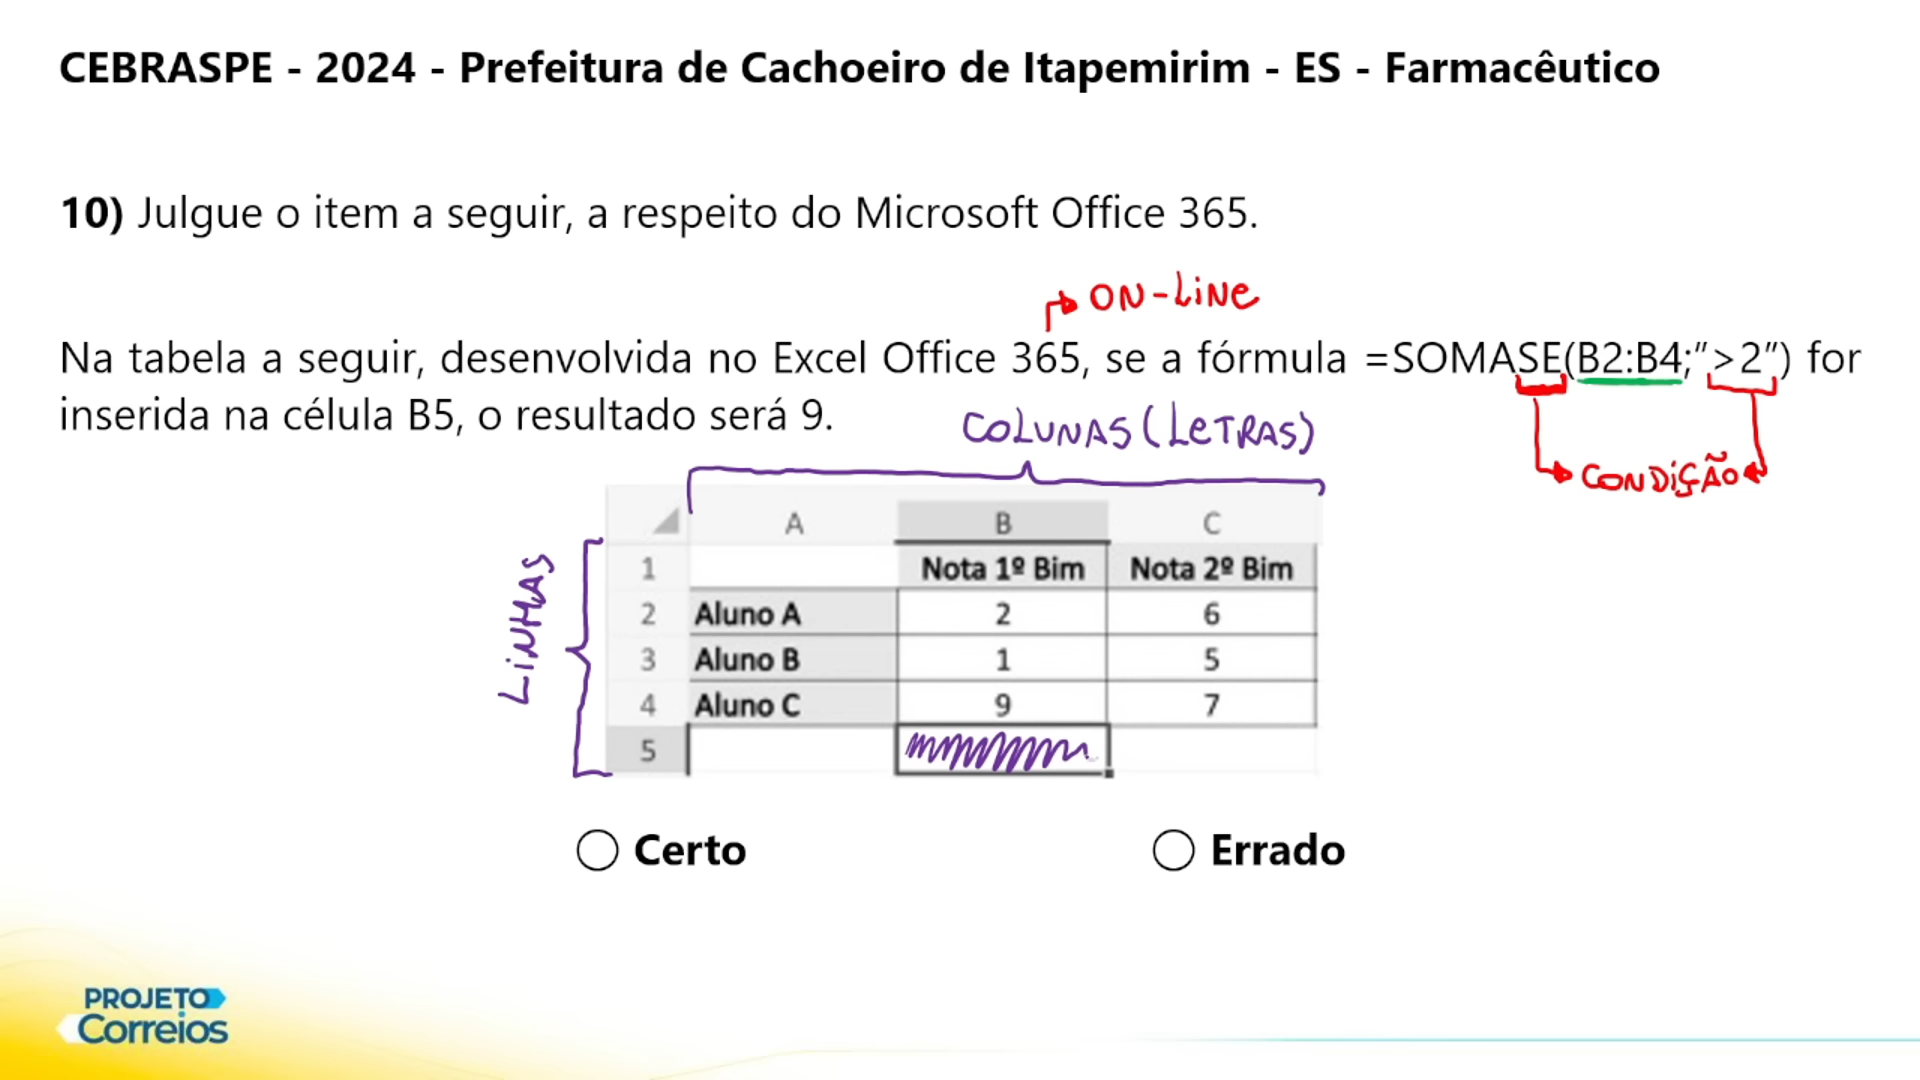 CEBRASPE - 2024 - Prefeitura de Cachoeiro de Itapemirim - ES - Farmacêutico
10) Julgue o item a seguir, a respeito do Microsoft Office 365.
ON-LINE
Na tabela a seguir, desenvolvida no Excel Office 365, se a fórmula =SOMASE(B2:B4;">2") for
inserida na célula B5, o resultado será 9.
COLUNAS (LETRAS)
CONDIÇÃO
LINHAS
A B C
1 Nota 1º Bim Nota 2º Bim
2 Aluno A 2 6
3 Aluno B 1 5
4 Aluno C 9 7
5
Certo Errado
PROJETO
Correios